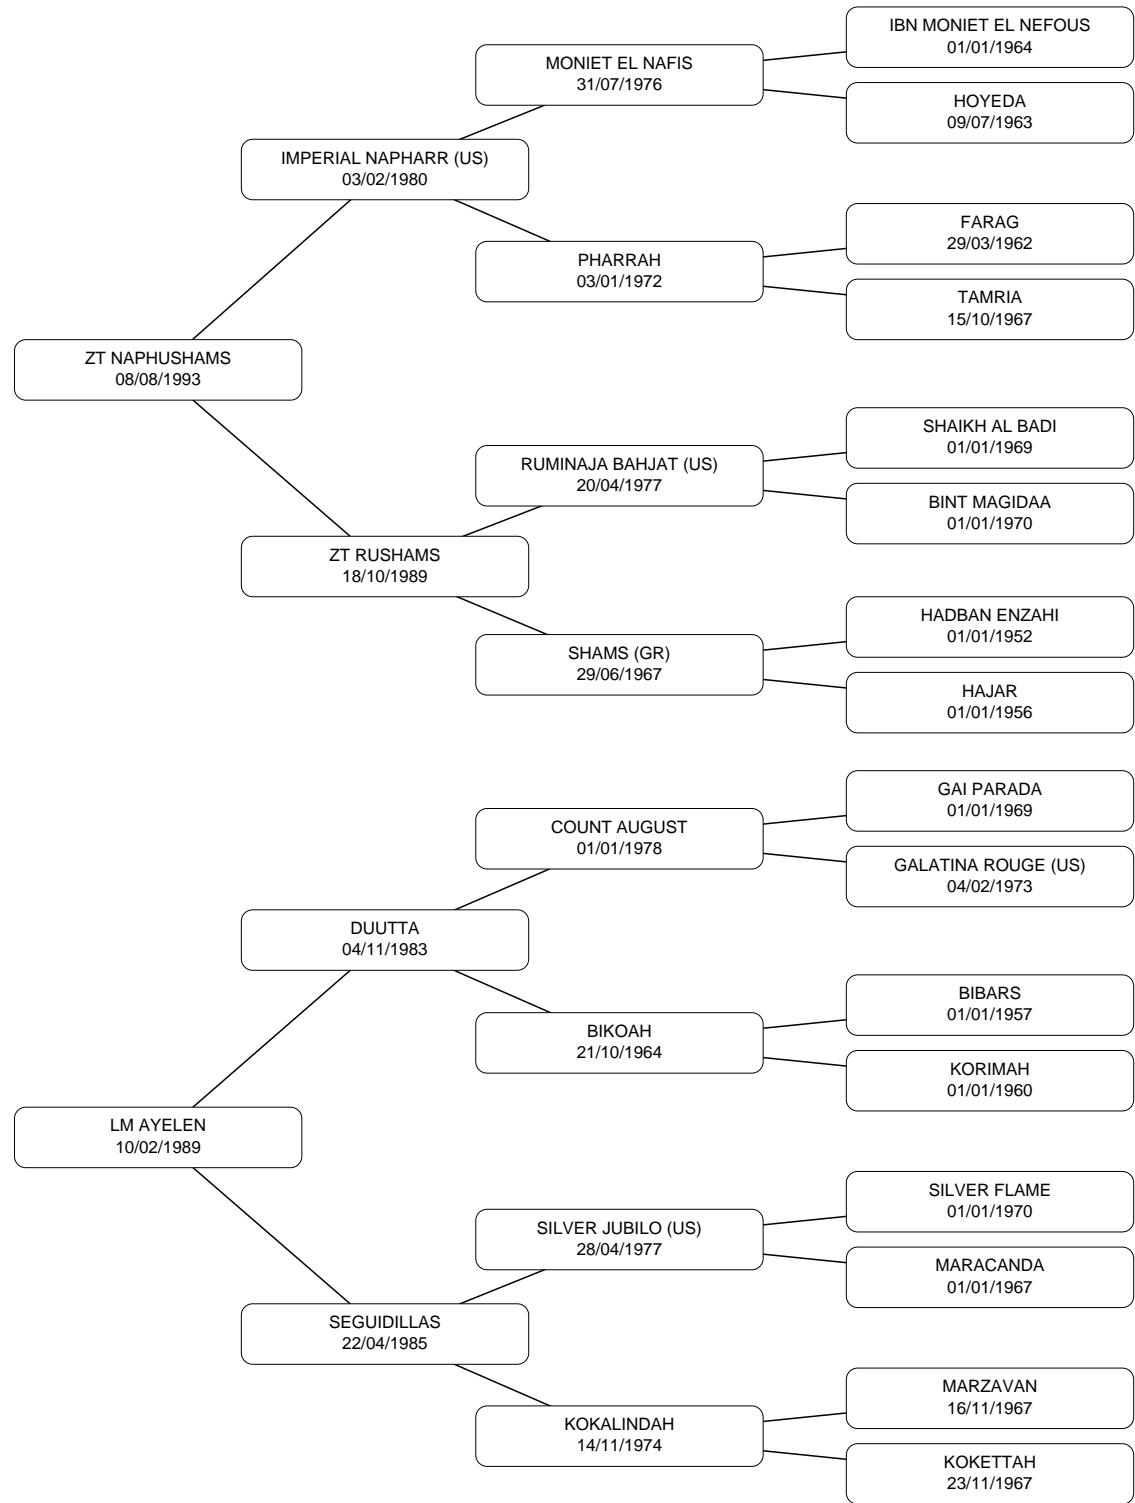 IBN MONIET EL NEFOUS
01/01/1964
MONIET EL NAFIS
31/07/1976
HOYEDA
09/07/1963
IMPERIAL NAPHARR (US)
03/02/1980
FARAG
29/03/1962
PHARRAH
03/01/1972
TAMRIA
15/10/1967
ZT NAPHUSHAMS
08/08/1993
SHAIKH AL BADI
01/01/1969
RUMINAJA BAHJAT (US)
20/04/1977
BINT MAGIDAA
01/01/1970
ZT RUSHAMS
18/10/1989
HADBAN ENZAHI
01/01/1952
SHAMS (GR)
29/06/1967
HAJAR
01/01/1956
GAI PARADA
01/01/1969
COUNT AUGUST
01/01/1978
GALATINA ROUGE (US)
04/02/1973
DUUTTA
04/11/1983
BIBARS
01/01/1957
BIKOAH
21/10/1964
KORIMAH
01/01/1960
LM AYELEN
10/02/1989
SILVER FLAME
01/01/1970
SILVER JUBILO (US)
28/04/1977
MARACANDA
01/01/1967
SEGUIDILLAS
22/04/1985
MARZAVAN
16/11/1967
KOKALINDAH
14/11/1974
KOKETTAH
23/11/1967